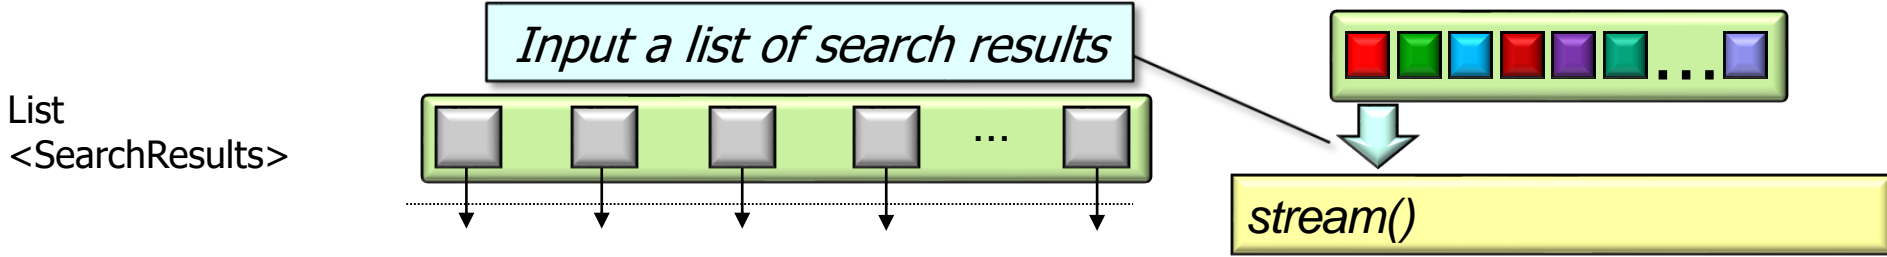 Input a list of search results
List
<SearchResults>
...
...
stream()